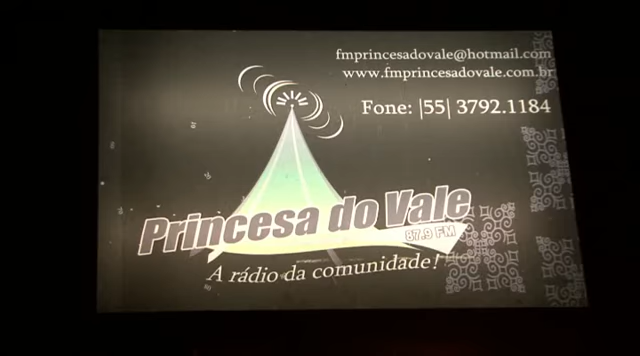 fmprincesadovale@hotmail.com
www.fmprincesadovale.com.br
Fone: |55| 3792.1184
Princesa do Vale
87.9 FM
A rádio da comunidade!